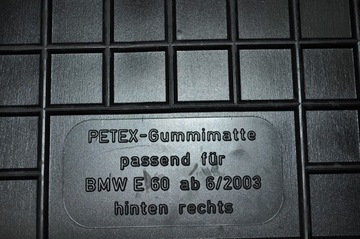 PETEX-Gummimatte
passend für
BMW E 60 ab 6/2003
hinten rechts